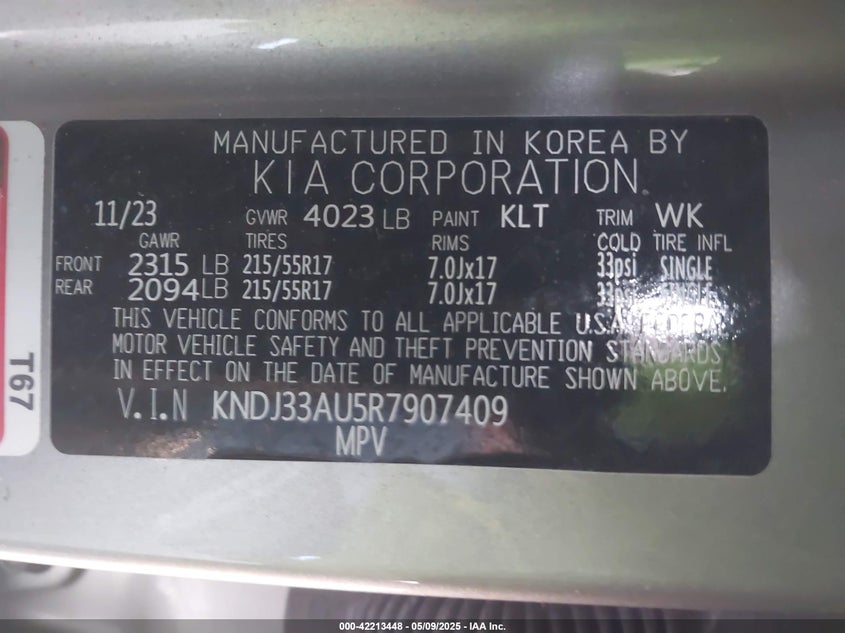 MANUFACTURED IN KOREA BY
KIA CORPORATION
11/23 GVWR 4023 LB PAINT KLT TRIM WK
GAWR TIRES RIMS COLD TIRE INFL
FRONT 2315 LB 215/55R17 7.0Jx17 33psi SINGLE
REAR 2094 LB 215/55R17 7.0Jx17 33psi SINGLE
THIS VEHICLE CONFORMS TO ALL APPLICABLE U.S.A. FEDERAL
MOTOR VEHICLE SAFETY AND THEFT PREVENTION STANDARDS
IN EFFECT ON THE DATE OF MANUFACTURE SHOWN ABOVE.
V.I.N KNDJ33AU5R7907409
MPV
T67
000-42213448 - 05/09/2025 - IAA Inc.